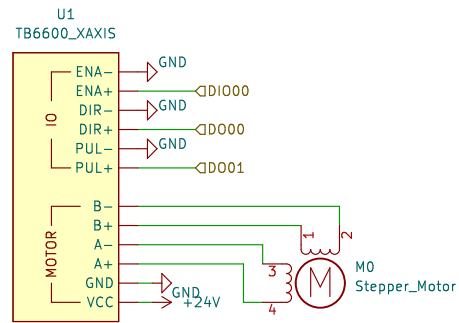 U1
TB6600_XAXIS
IO
ENA- GND
ENA+ DIO00
DIR- GND
DIR+ DO00
PUL- GND
PUL+ DO01
MOTOR
B-
B+ 1 2
A-
A+ 3 M M0
GND GND Stepper_Motor
VCC +24V 4